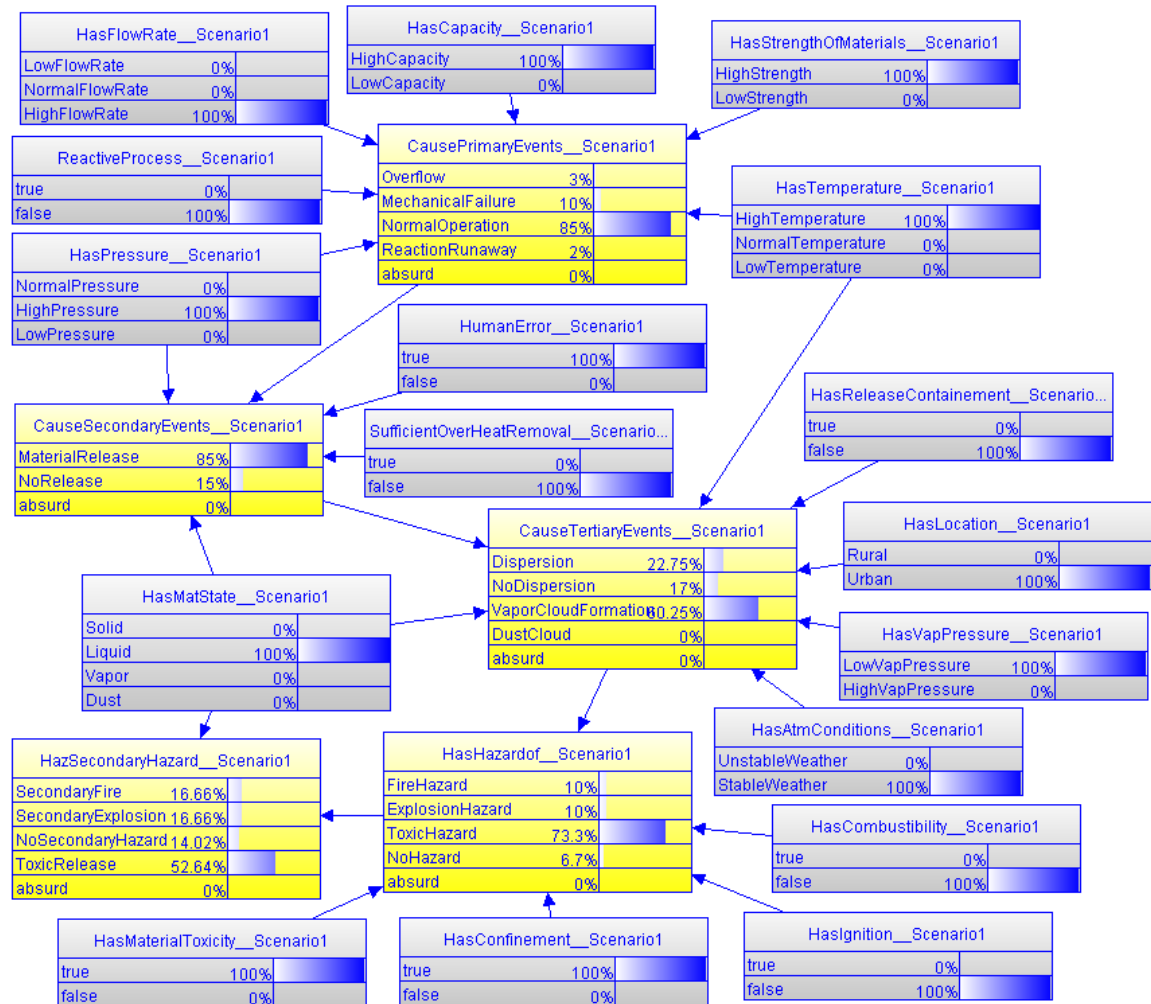 HasFlowRate__Scenario1
LowFlowRate 0%
NormalFlowRate 0%
HighFlowRate 100%
HasCapacity__Scenario1
HighCapacity 100%
LowCapacity 0%
HasStrengthOfMaterials__Scenario1
HighStrength 100%
LowStrength 0%
CausePrimaryEvents__Scenario1
Overflow 3%
MechanicalFailure 10%
NormalOperation 85%
ReactionRunaway 2%
absurd 0%
ReactiveProcess__Scenario1
true 0%
false 100%
HasTemperature__Scenario1
HighTemperature 100%
NormalTemperature 0%
LowTemperature 0%
HasPressure__Scenario1
NormalPressure 0%
HighPressure 100%
LowPressure 0%
HumanError__Scenario1
true 100%
false 0%
HasReleaseContainement__Scenario...
true 0%
false 100%
CauseSecondaryEvents__Scenario1
MaterialRelease 85%
NoRelease 15%
absurd 0%
SufficientOverHeatRemoval__Scenario...
true 0%
false 100%
CauseTertiaryEvents__Scenario1
Dispersion 22.75%
NoDispersion 17%
VaporCloudFormation 60.25%
DustCloud 0%
absurd 0%
HasLocation__Scenario1
Rural 0%
Urban 100%
HasMatState__Scenario1
Solid 0%
Liquid 100%
Vapor 0%
Dust 0%
HasVapPressure__Scenario1
LowVapPressure 100%
HighVapPressure 0%
HasAtmConditions__Scenario1
UnstableWeather 0%
StableWeather 100%
HazSecondaryHazard__Scenario1
SecondaryFire 16.66%
SecondaryExplosion 16.66%
NoSecondaryHazard 14.02%
ToxicRelease 52.64%
absurd 0%
HasHazardof__Scenario1
FireHazard 10%
ExplosionHazard 10%
ToxicHazard 73.3%
NoHazard 6.7%
absurd 0%
HasCombustibility__Scenario1
true 0%
false 100%
HasMaterialToxicity__Scenario1
true 100%
false 0%
HasConfinement__Scenario1
true 100%
false 0%
HasIgnition__Scenario1
true 0%
false 100%